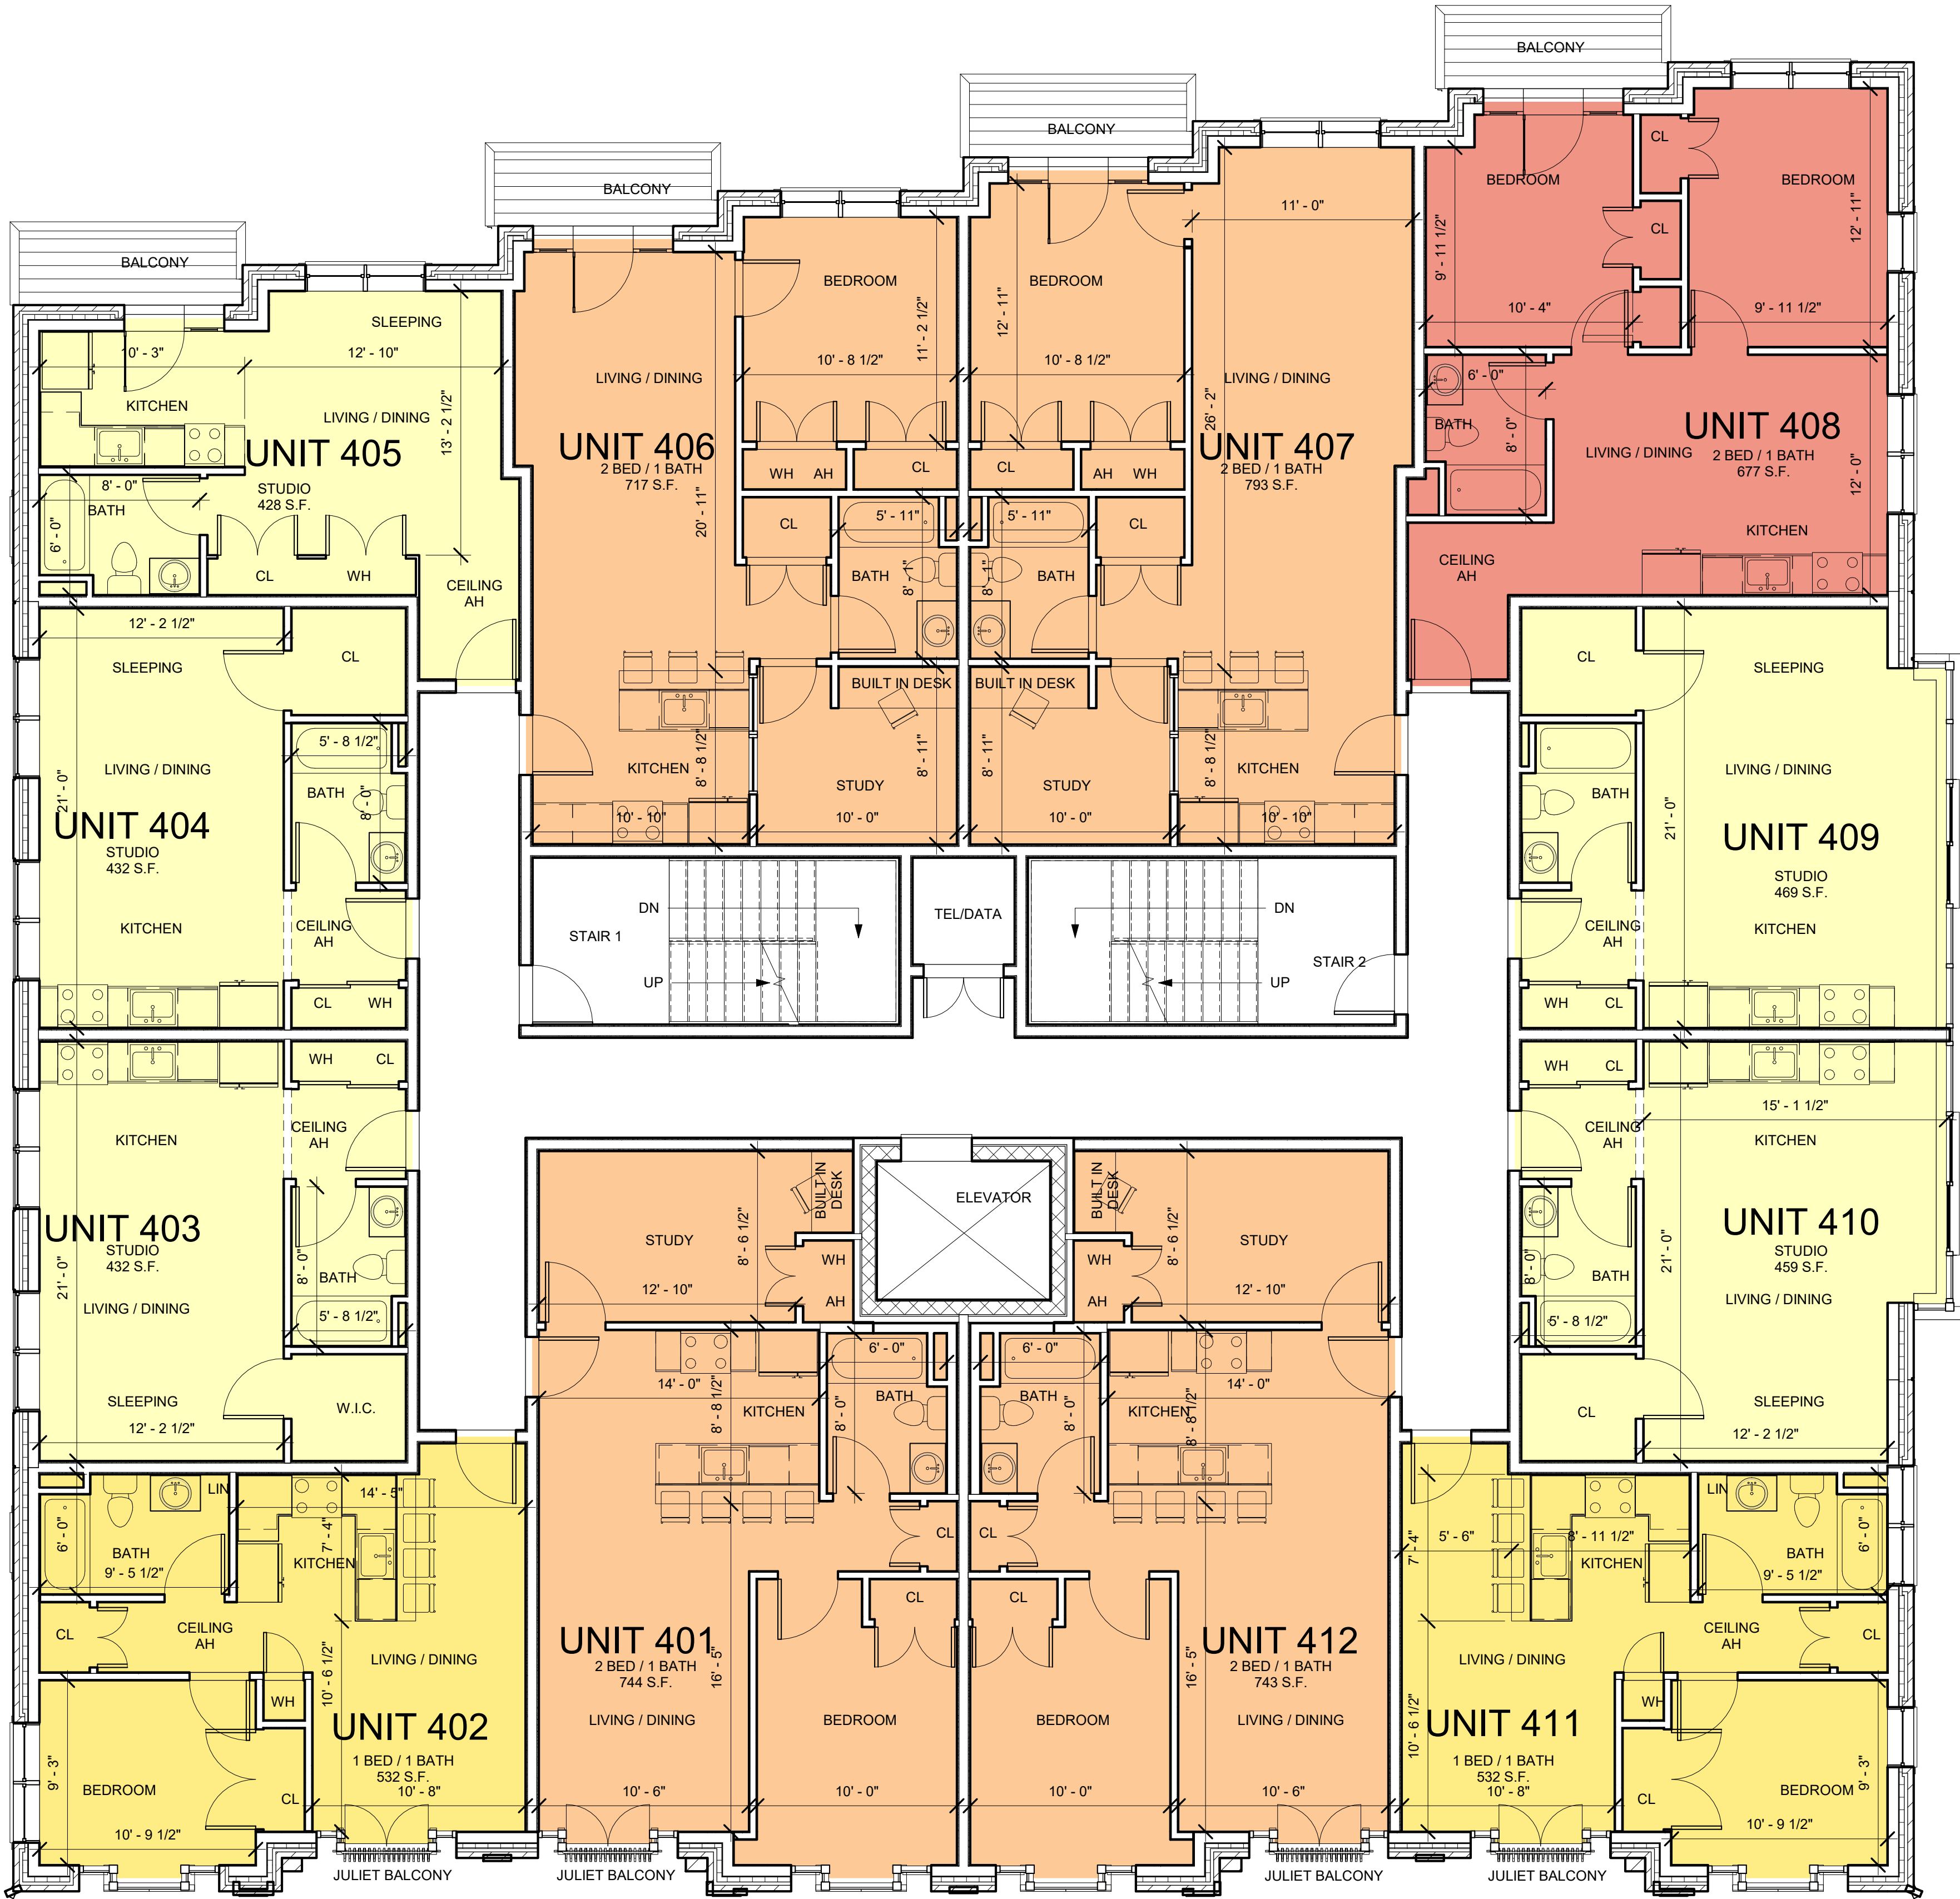 BALCONY
BALCONY
BALCONY
BALCONY
UNIT 405
STUDIO
428 S.F.
SLEEPING
10' - 3"
12' - 10"
KITCHEN
LIVING / DINING
13' - 2 1/2"
8' - 0"
BATH
6' - 0"
CL
WH
CEILING
AH
UNIT 406
2 BED / 1 BATH
717 S.F.
LIVING / DINING
BEDROOM
11' - 2 1/2"
10' - 8 1/2"
WH
AH
CL
20' - 11"
CL
5' - 11"
BATH
8' - 1"
BUILT IN DESK
8' - 8 1/2"
8' - 11"
KITCHEN
STUDY
10' - 10"
10' - 0"
UNIT 407
2 BED / 1 BATH
793 S.F.
11' - 0"
BEDROOM
12' - 11"
10' - 8 1/2"
LIVING / DINING
26' - 2"
CL
AH
WH
5' - 11"
CL
BATH
8' - 1"
BUILT IN DESK
8' - 11"
8' - 8 1/2"
STUDY
KITCHEN
10' - 0"
10' - 10"
UNIT 408
2 BED / 1 BATH
677 S.F.
CL
BEDROOM
BEDROOM
CL
9' - 11 1/2"
12' - 11"
10' - 4"
9' - 11 1/2"
6' - 0"
BATH
8' - 0"
LIVING / DINING
12' - 0"
KITCHEN
CEILING
AH
UNIT 404
STUDIO
432 S.F.
12' - 2 1/2"
SLEEPING
CL
5' - 8 1/2"
LIVING / DINING
21' - 0"
BATH
8' - 0"
KITCHEN
CEILING
AH
CL
WH
STAIR 1
DN
UP
TEL/DATA
DN
UP
STAIR 2
UNIT 409
STUDIO
469 S.F.
CL
SLEEPING
LIVING / DINING
BATH
21' - 0"
KITCHEN
CEILING
AH
WH
CL
UNIT 403
STUDIO
432 S.F.
WH
CL
KITCHEN
CEILING
AH
21' - 0"
8' - 0"
BATH
LIVING / DINING
5' - 8 1/2"
SLEEPING
12' - 2 1/2"
W.I.C.
ELEVATOR
UNIT 410
STUDIO
459 S.F.
WH
CL
15' - 1 1/2"
KITCHEN
CEILING
AH
21' - 0"
8' - 0"
BATH
LIVING / DINING
5' - 8 1/2"
SLEEPING
CL
12' - 2 1/2"
UNIT 402
1 BED / 1 BATH
532 S.F.
LIN
14' - 5"
6' - 0"
7' - 4"
BATH
9' - 5 1/2"
KITCHEN
CL
CEILING
AH
10' - 6 1/2"
LIVING / DINING
WH
9' - 3"
BEDROOM
CL
10' - 8"
10' - 9 1/2"
JULIET BALCONY
UNIT 401
2 BED / 1 BATH
744 S.F.
BUILT IN
DESK
STUDY
8' - 6 1/2"
WH
AH
12' - 10"
6' - 0"
14' - 0"
8' - 8 1/2"
KITCHEN
BATH
8' - 0"
CL
CL
16' - 5"
LIVING / DINING
BEDROOM
10' - 6"
10' - 0"
JULIET BALCONY
UNIT 412
2 BED / 1 BATH
743 S.F.
BUILT IN
DESK
8' - 6 1/2"
STUDY
WH
AH
12' - 10"
6' - 0"
14' - 0"
BATH
8' - 0"
KITCHEN
8' - 8 1/2"
CL
CL
16' - 5"
BEDROOM
LIVING / DINING
10' - 0"
10' - 6"
JULIET BALCONY
UNIT 411
1 BED / 1 BATH
532 S.F.
LIN
7' - 4"
5' - 6"
8' - 11 1/2"
KITCHEN
BATH
6' - 0"
9' - 5 1/2"
CEILING
AH
CL
LIVING / DINING
WH
10' - 6 1/2"
10' - 8"
CL
BEDROOM
9' - 3"
10' - 9 1/2"
JULIET BALCONY